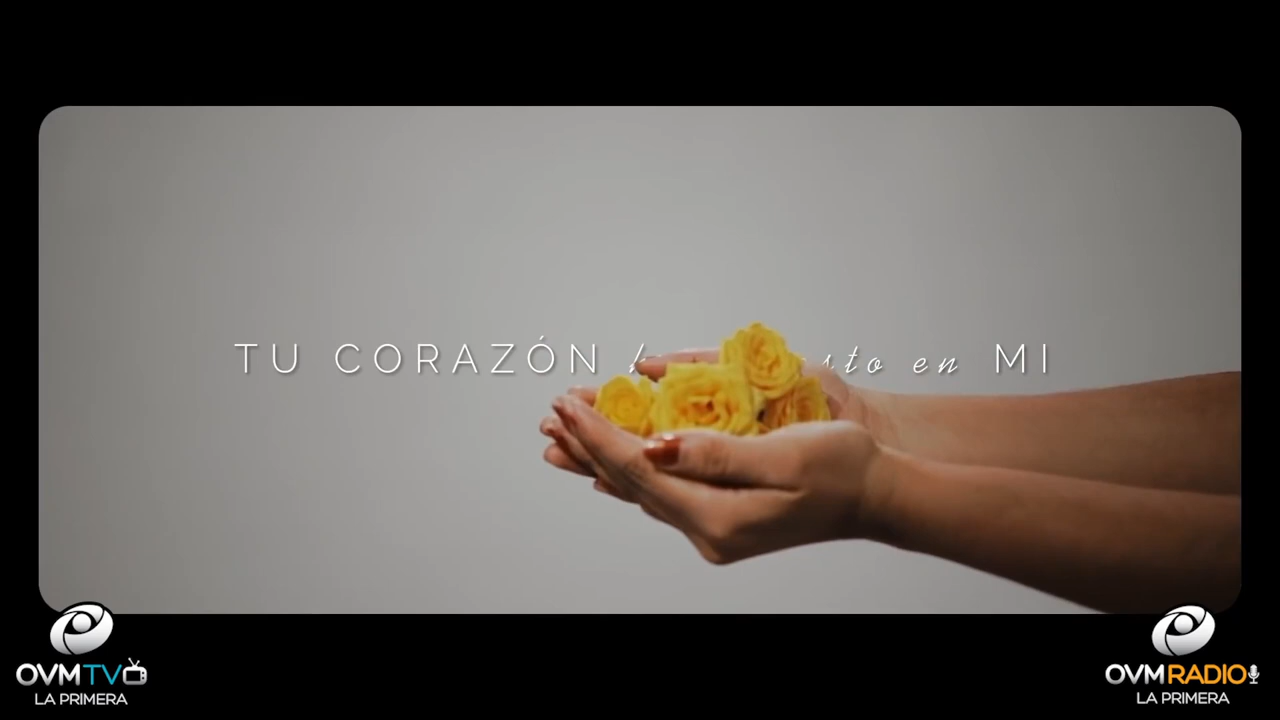 TU CORAZÓN en MI
OVMTV
LA PRIMERA
OVMRADIO
LA PRIMERA